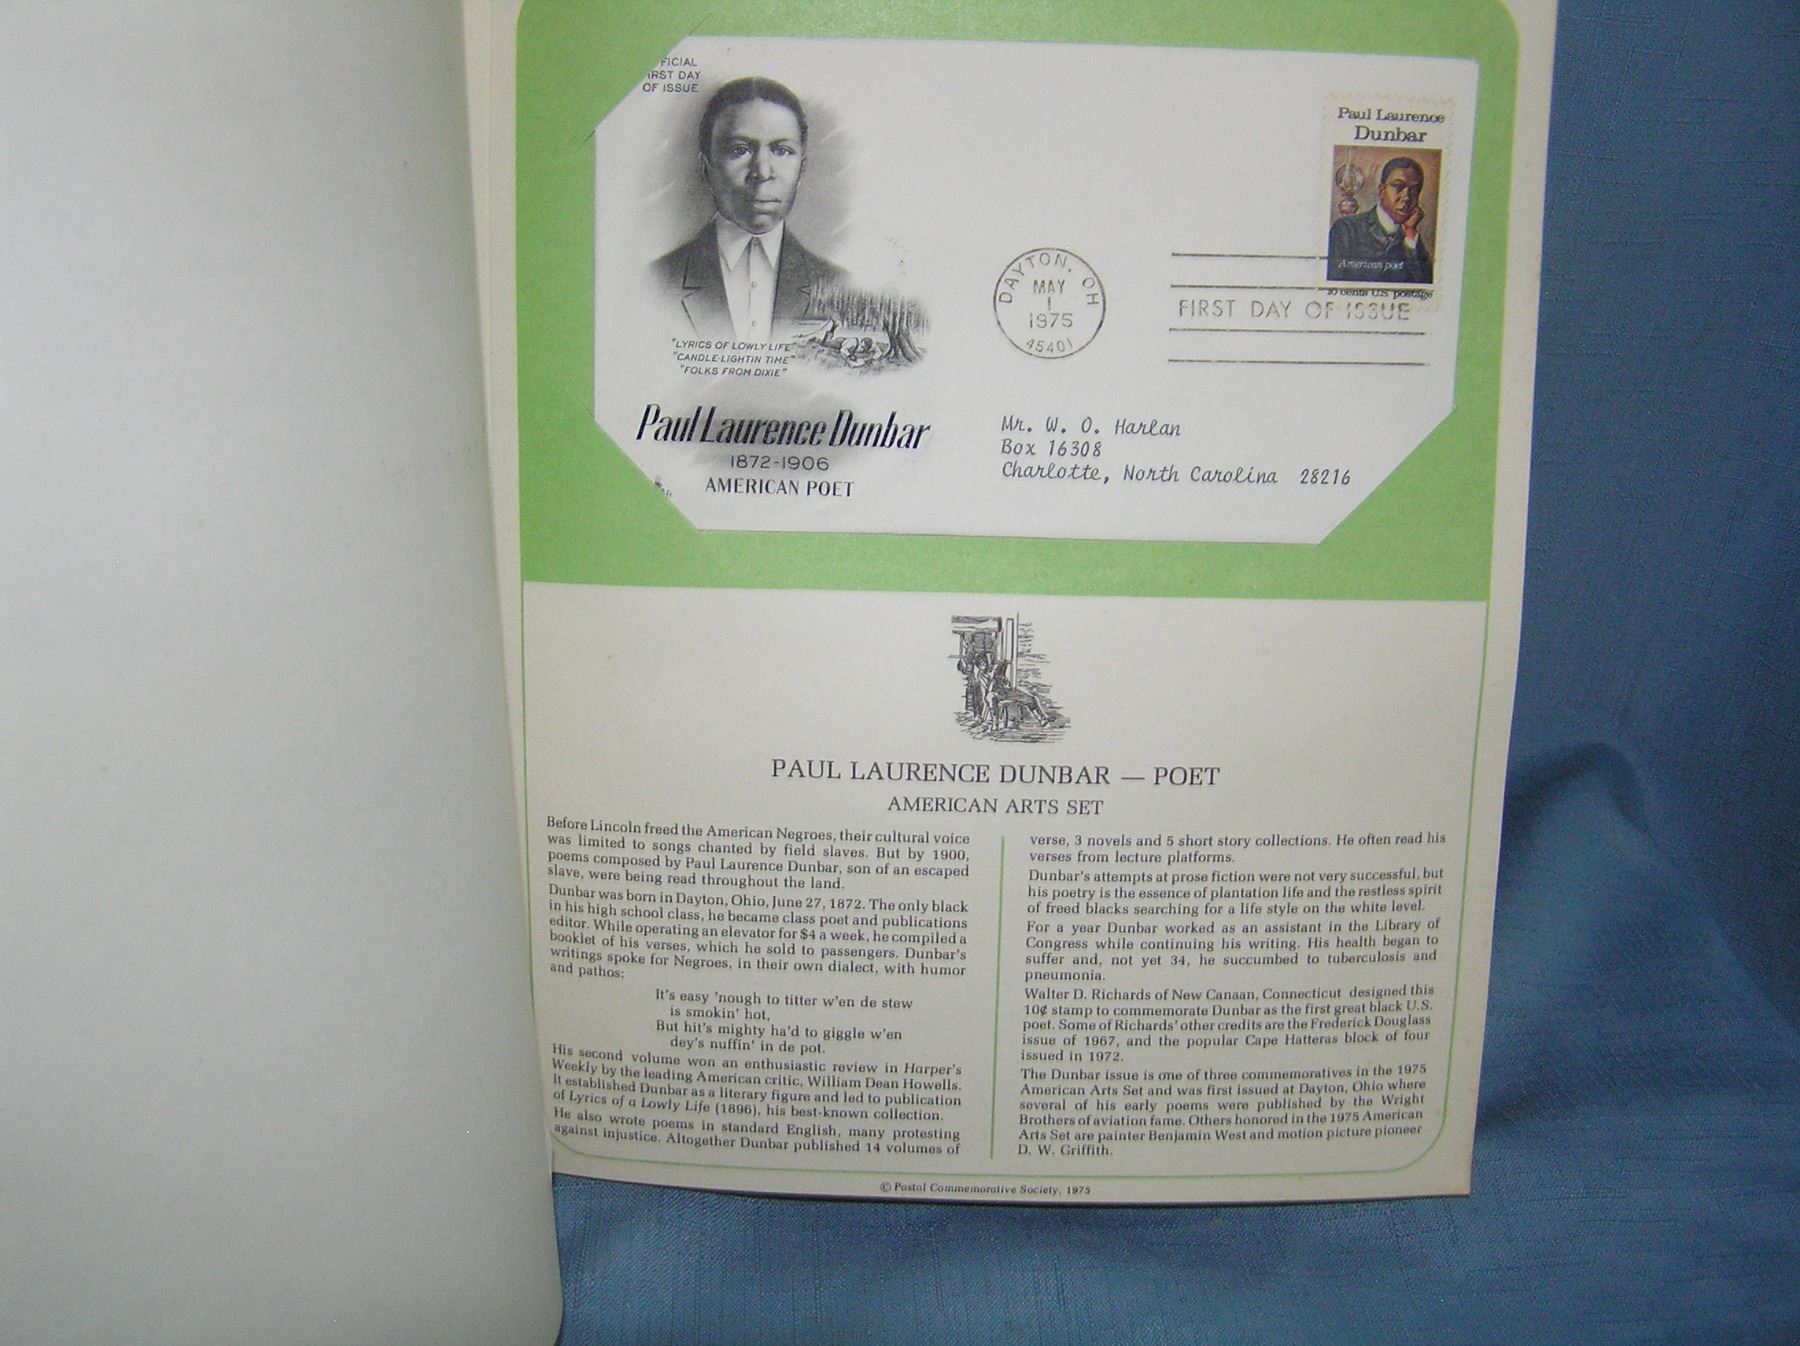 FICIAL
RST DAY
OF ISSUE
"LYRICS OF LOWLY LIFE"
"CANDLE-LIGHTIN TIME"
"FOLKS FROM DIXIE"
Paul Laurence Dunbar
1872-1906
AMERICAN POET
DAYTON, OH
MAY
1
1975
45401
Paul Laurence
Dunbar
American poet
10 cents U.S. postage
FIRST DAY OF ISSUE
Mr. W. O. Harlan
Box 16308
Charlotte, North Carolina 28216
PAUL LAURENCE DUNBAR — POET
AMERICAN ARTS SET
Before Lincoln freed the American Negroes, their cultural voice
was limited to songs chanted by field slaves. But by 1900,
poems composed by Paul Laurence Dunbar, son of an escaped
slave, were being read throughout the land.
Dunbar was born in Dayton, Ohio, June 27, 1872. The only black
in his high school class, he became class poet and publications
editor. While operating an elevator for $4 a week, he compiled a
booklet of his verses, which he sold to passengers. Dunbar's
writings spoke for Negroes, in their own dialect, with humor
and pathos:
It's easy 'nough to titter w'en de stew
is smokin' hot,
But hit's mighty ha'd to giggle w'en
dey's nuffin' in de pot.
His second volume won an enthusiastic review in Harper's
Weekly by the leading American critic, William Dean Howells.
It established Dunbar as a literary figure and led to publication
of Lyrics of a Lowly Life (1896), his best-known collection.
He also wrote poems in standard English, many protesting
against injustice. Altogether Dunbar published 14 volumes of
verse, 3 novels and 5 short story collections. He often read his
verses from lecture platforms.
Dunbar's attempts at prose fiction were not very successful, but
his poetry is the essence of plantation life and the restless spirit
of freed blacks searching for a life style on the white level.
For a year Dunbar worked as an assistant in the Library of
Congress while continuing his writing. His health began to
suffer and, not yet 34, he succumbed to tuberculosis and
pneumonia.
Walter D. Richards of New Canaan, Connecticut designed this
10¢ stamp to commemorate Dunbar as the first great black U.S.
poet. Some of Richards' other credits are the Frederick Douglass
issue of 1967, and the popular Cape Hatteras block of four
issued in 1972.
The Dunbar issue is one of three commemoratives in the 1975
American Arts Set and was first issued at Dayton, Ohio where
several of his early poems were published by the Wright
Brothers of aviation fame. Others honored in the 1975 American
Arts Set are painter Benjamin West and motion picture pioneer
D. W. Griffith.
© Postal Commemorative Society, 1975